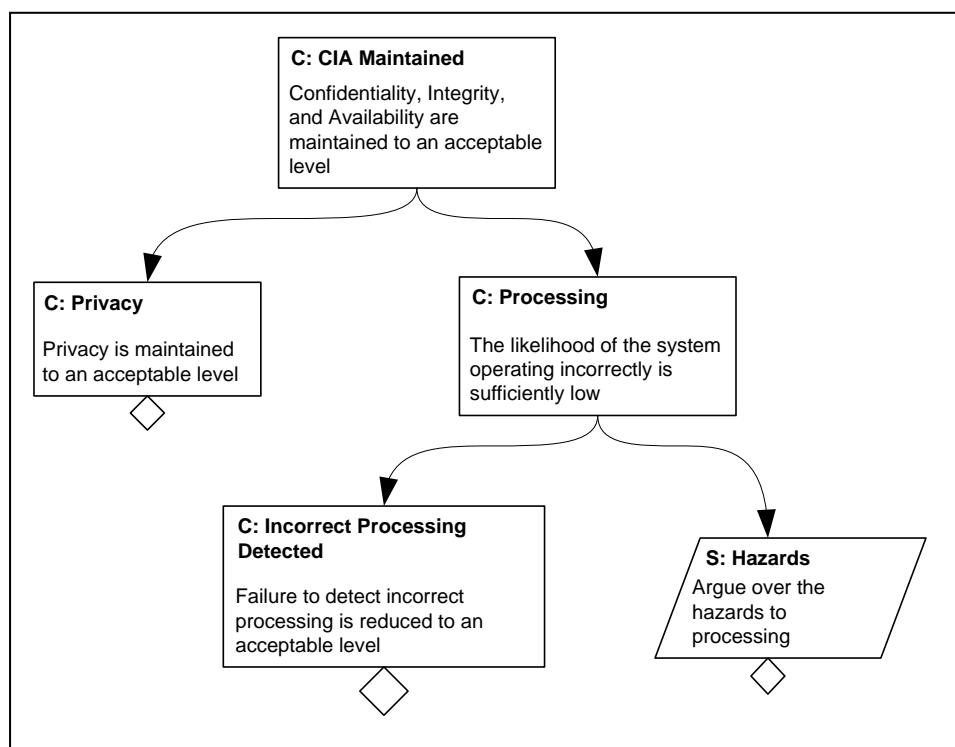 C: CIA Maintained
Confidentiality, Integrity,
and Availability are
maintained to an acceptable
level
C: Privacy
Privacy is maintained
to an acceptable level
C: Processing
The likelihood of the system
operating incorrectly is
sufficiently low
C: Incorrect Processing
Detected
Failure to detect incorrect
processing is reduced to an
acceptable level
S: Hazards
Argue over the
hazards to
processing